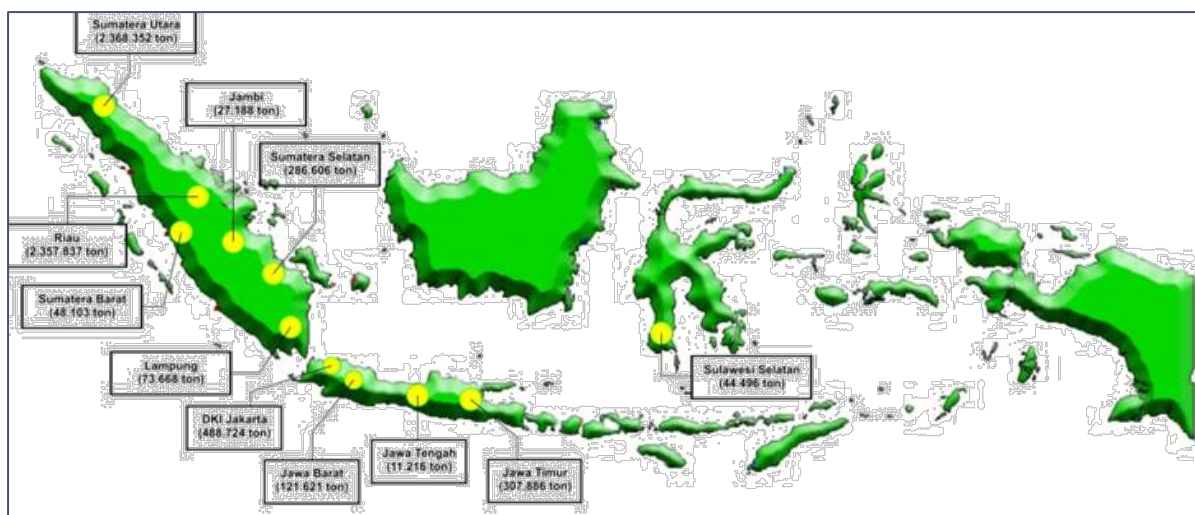 Sumatera Utara
(2.368.352 ton)
Jambi
(27.188 ton)
Sumatera Selatan
(286.606 ton)
Riau
(2.357.837 ton)
Sumatera Barat
(48.103 ton)
Lampung
(73.668 ton)
Sulawesi Selatan
(44.496 ton)
DKI Jakarta
(488.724 ton)
Jawa Tengah
(11.216 ton)
Jawa Barat
(121.621 ton)
Jawa Timur
(307.886 ton)